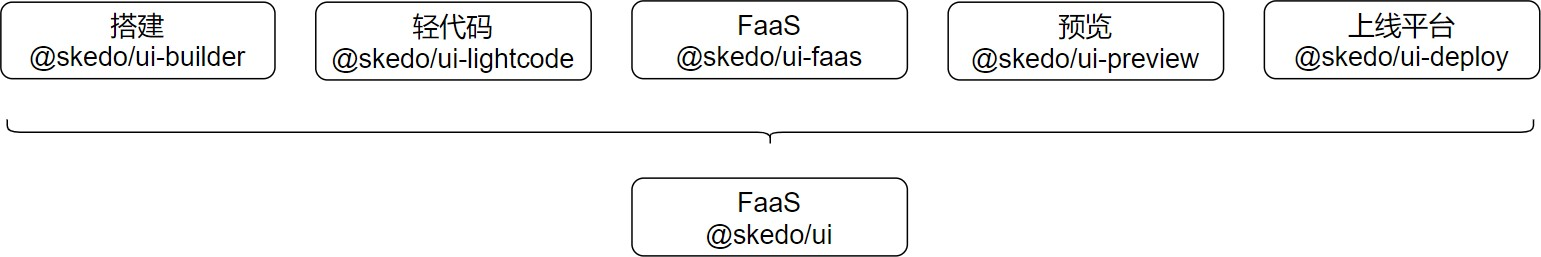 搭建
@skedo/ui-builder
轻代码
@skedo/ui-lightcode
FaaS
@skedo/ui-faas
预览
@skedo/ui-preview
上线平台
@skedo/ui-deploy
FaaS
@skedo/ui